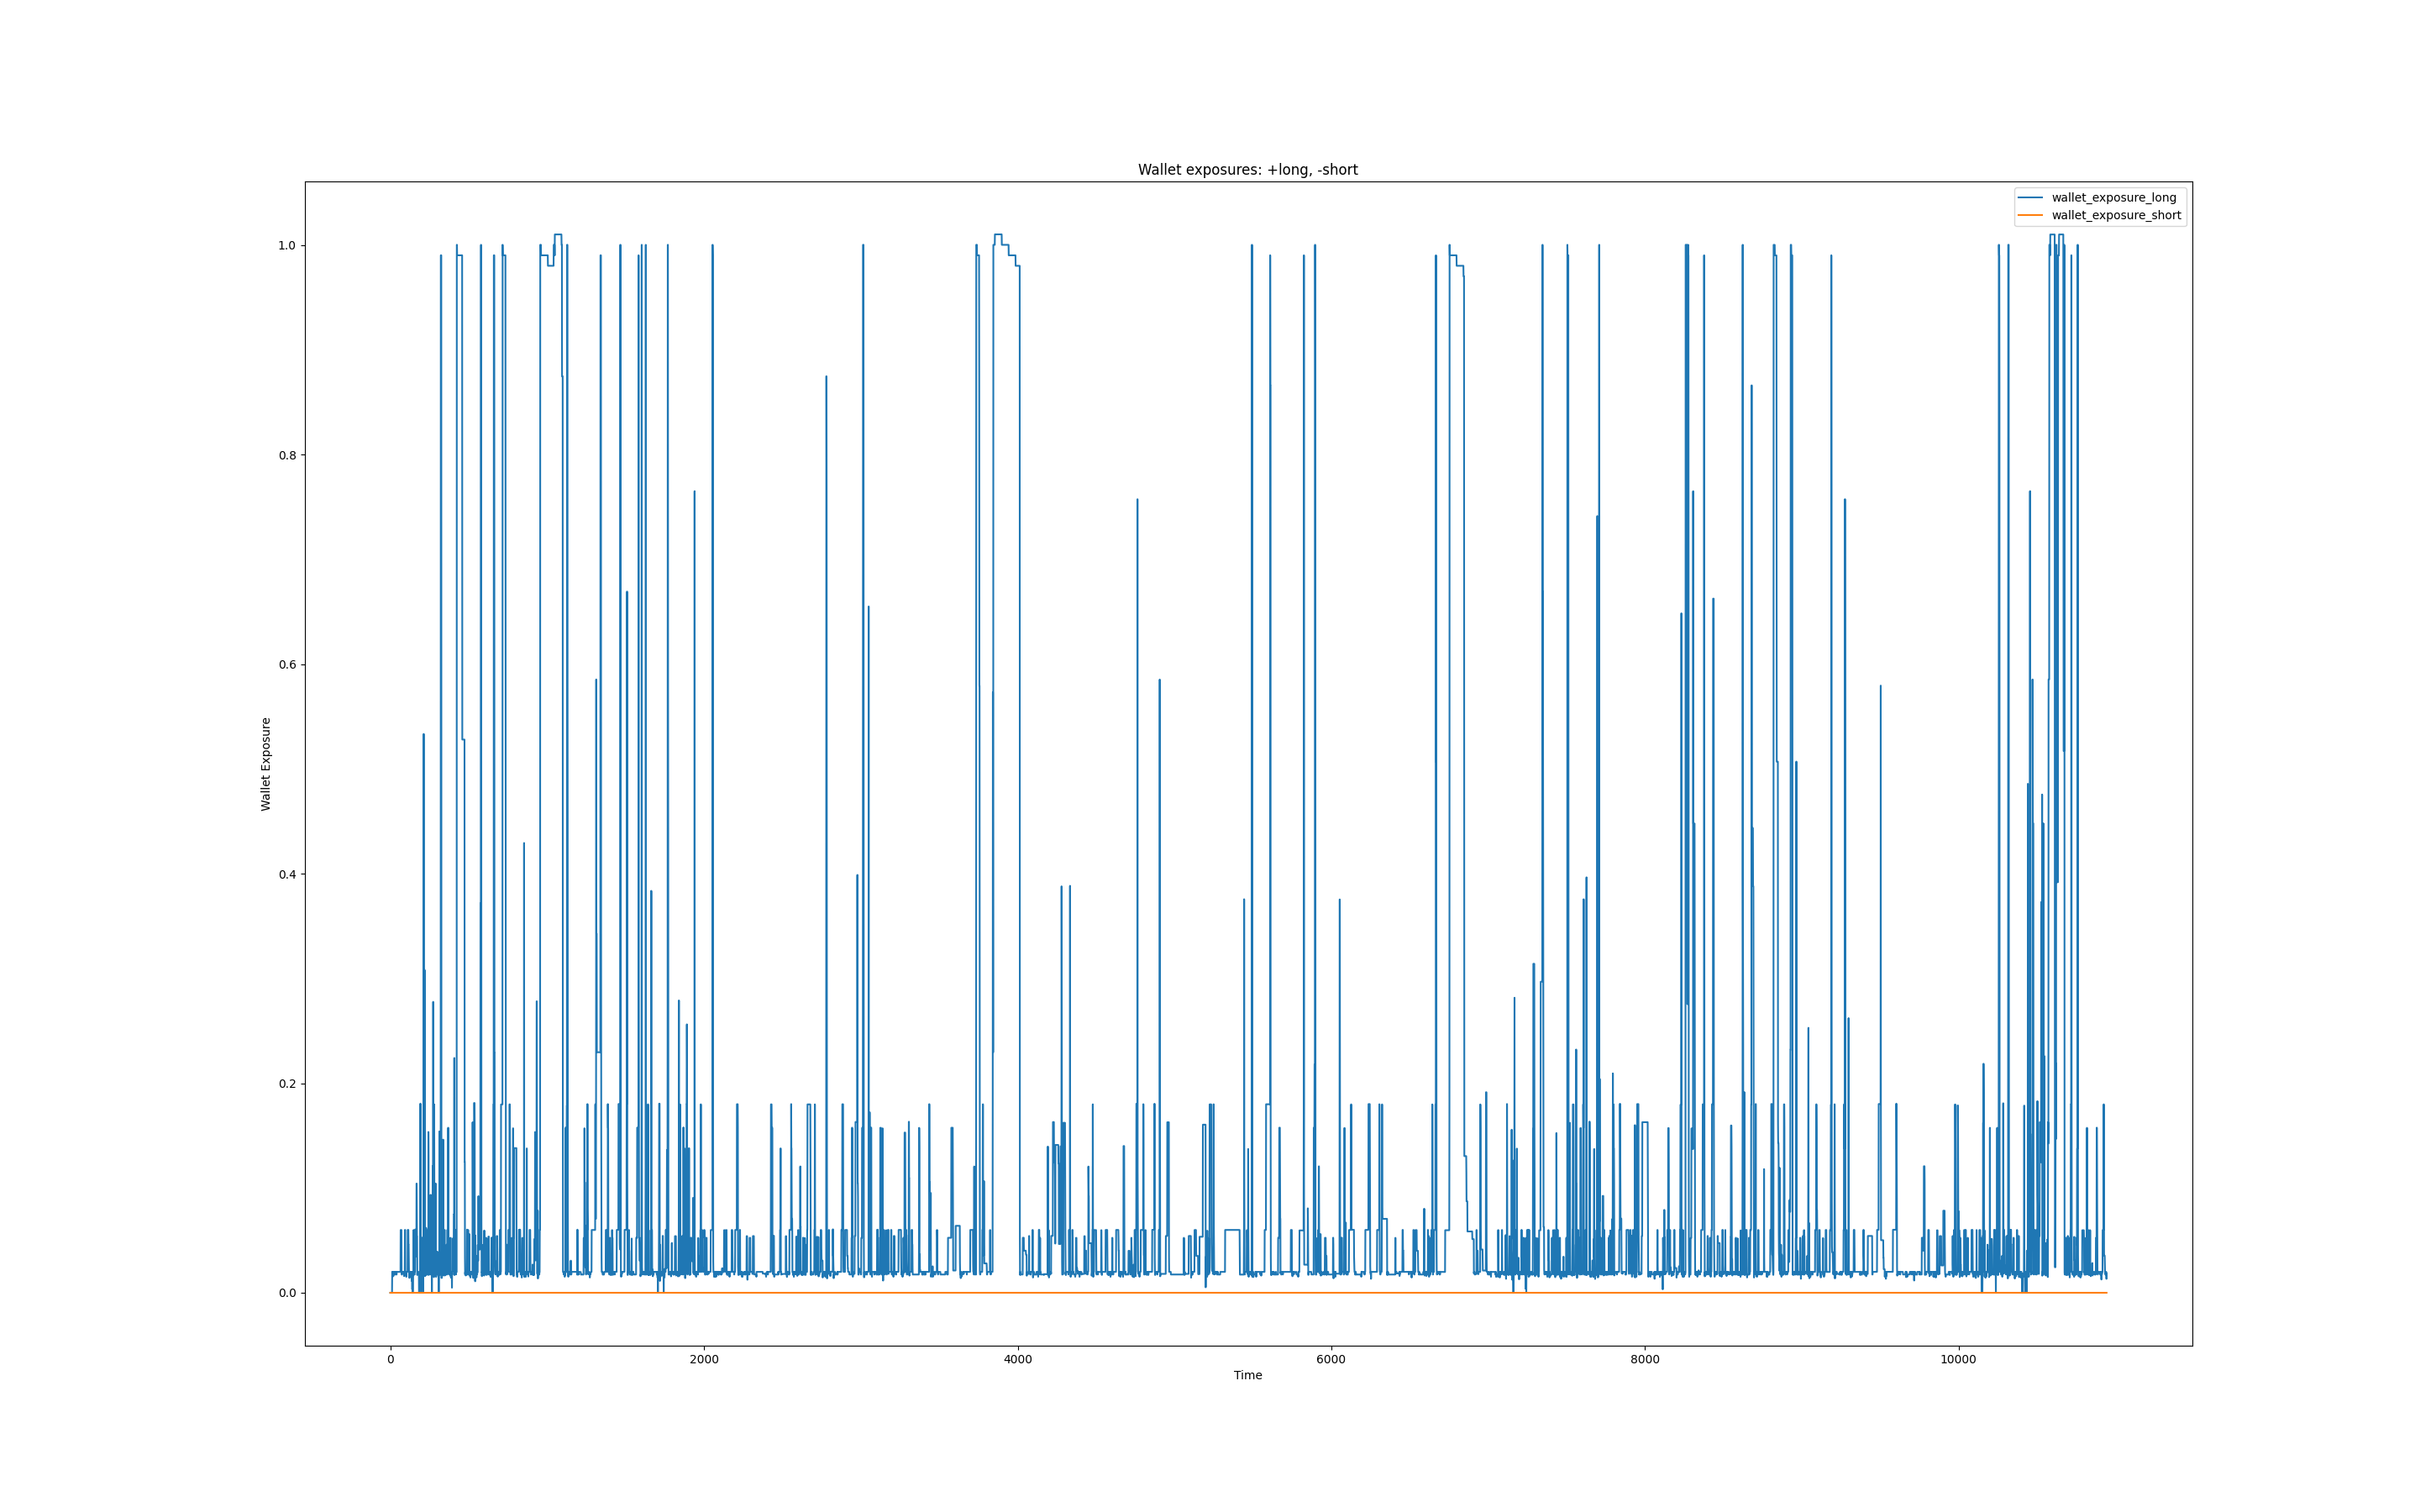 Wallet exposures: +long, -short
wallet_exposure_long
wallet_exposure_short
1.0
0.8
0.6
0.4
0.2
0.0
Wallet Exposure
0 2000 4000 6000 8000 10000
Time